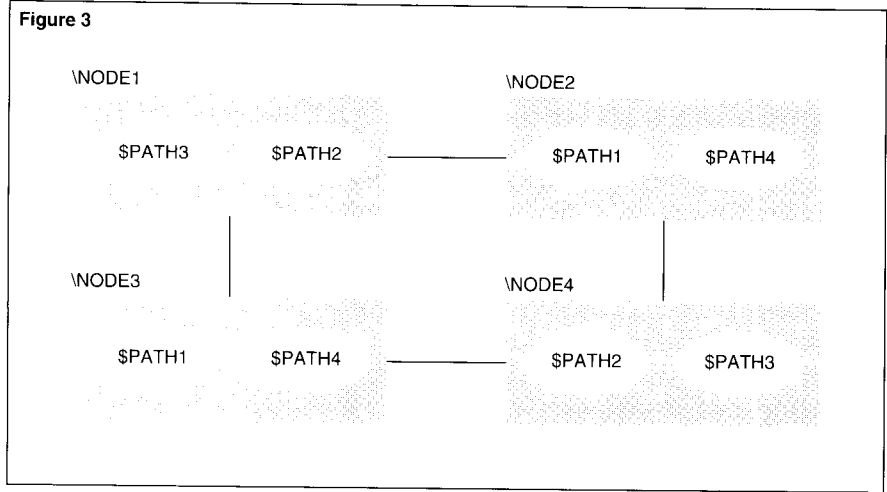 Figure 3
\NODE1
$PATH3 $PATH2
\NODE2
$PATH1 $PATH4
\NODE3
$PATH1 $PATH4
\NODE4
$PATH2 $PATH3